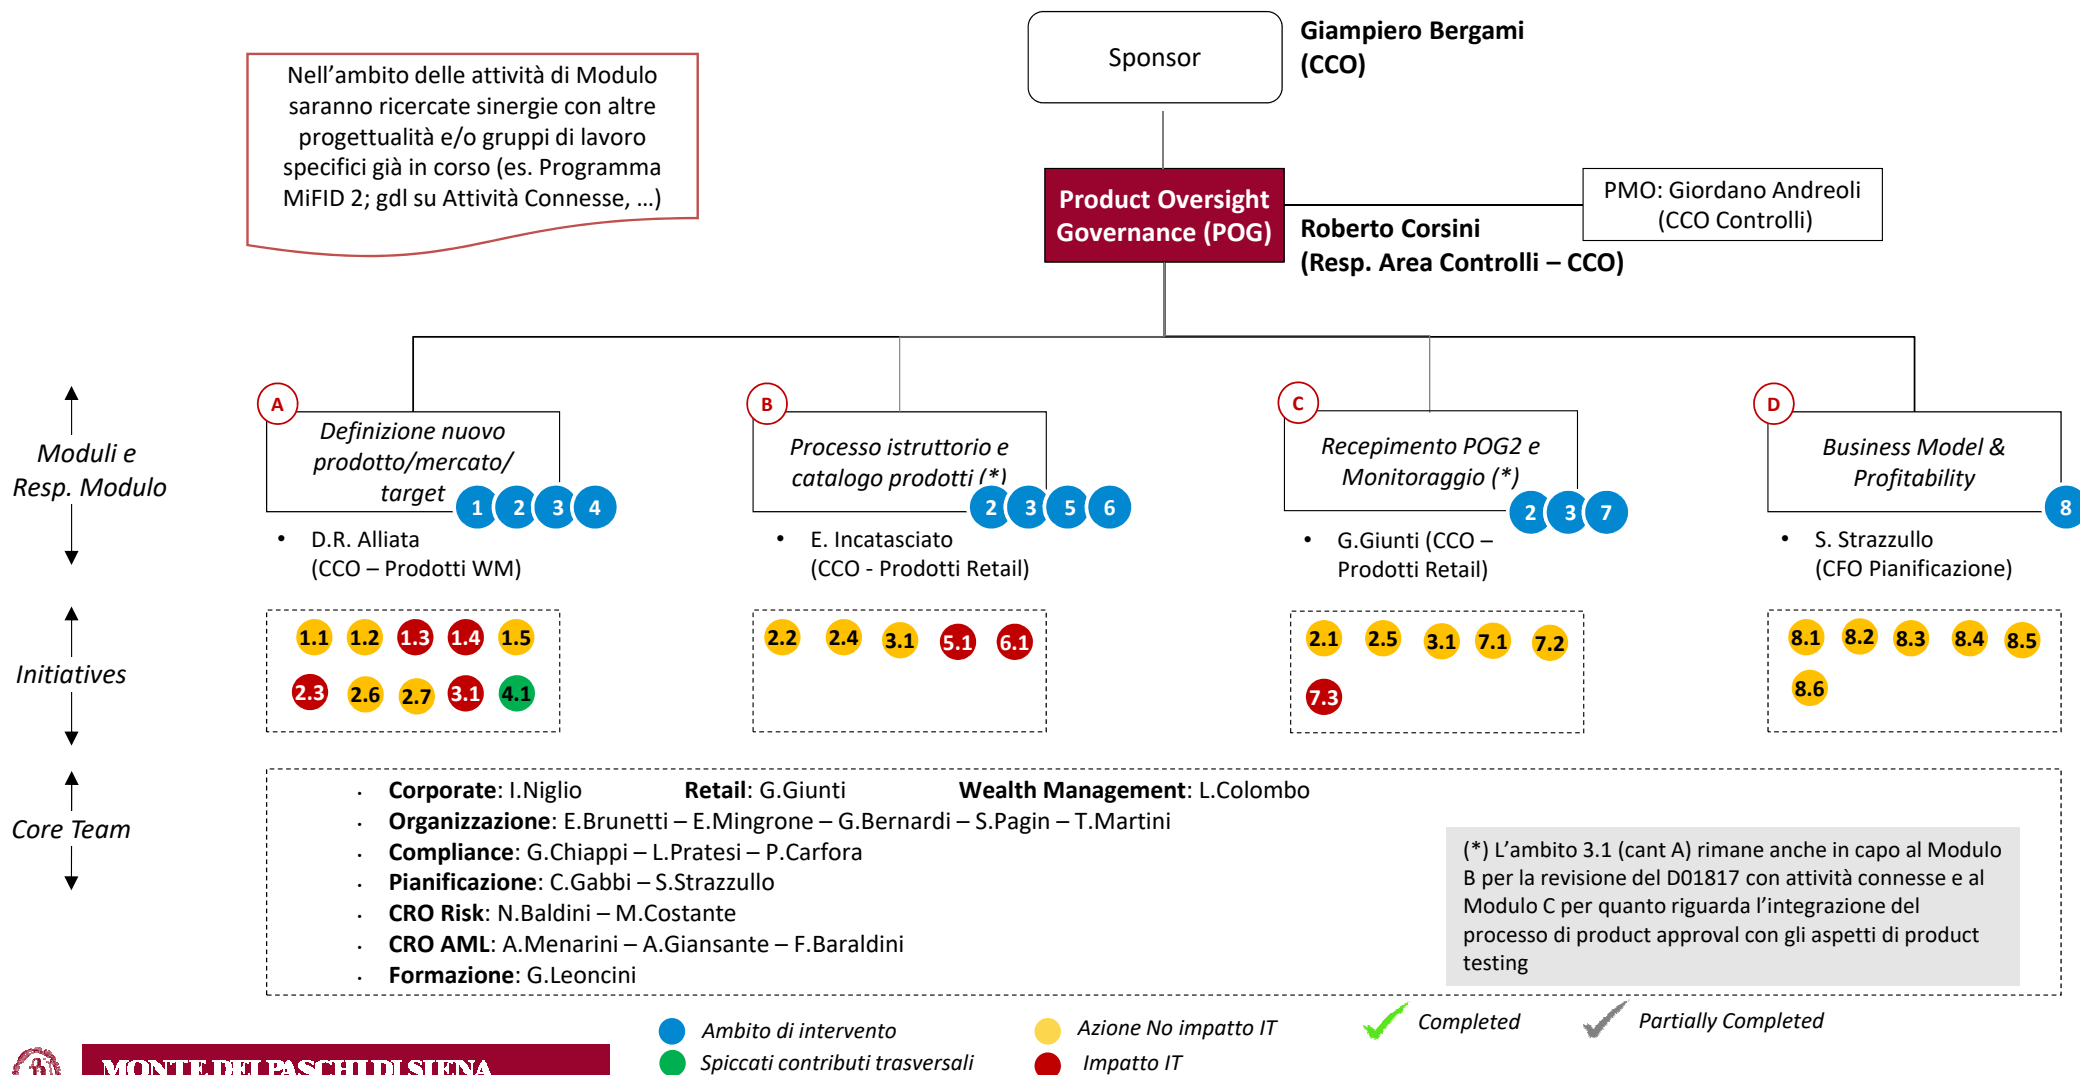 Sponsor
Giampiero Bergami
(CCO)
Nell'ambito delle attività di Modulo
saranno ricercate sinergie con altre
progettualità e/o gruppi di lavoro
specifici già in corso (es. Programma
MiFID 2; gdl su Attività Connesse, …)
Product Oversight
Governance (POG)
Roberto Corsini
(Resp. Area Controlli – CCO)
PMO: Giordano Andreoli
(CCO Controlli)
Moduli e
Resp. Modulo
A
Definizione nuovo
prodotto/mercato/
target
1 2 3 4
• D.R. Alliata
(CCO – Prodotti WM)
B
Processo istruttorio e
catalogo prodotti (*)
2 3 5 6
• E. Incatasciato
(CCO - Prodotti Retail)
C
Recepimento POG2 e
Monitoraggio (*)
2 3 7
• G.Giunti (CCO –
Prodotti Retail)
D
Business Model &
Profitability
8
• S. Strazzullo
(CFO Pianificazione)
Initiatives
1.1 1.2 1.3 1.4 1.5
2.3 2.6 2.7 3.1 4.1
2.2 2.4 3.1 5.1 6.1
2.1 2.5 3.1 7.1 7.2
7.3
8.1 8.2 8.3 8.4 8.5
8.6
Core Team
· Corporate: I.Niglio Retail: G.Giunti Wealth Management: L.Colombo
· Organizzazione: E.Brunetti – E.Mingrone – G.Bernardi – S.Pagin – T.Martini
· Compliance: G.Chiappi – L.Pratesi – P.Carfora
· Pianificazione: C.Gabbi – S.Strazzullo
· CRO Risk: N.Baldini – M.Costante
· CRO AML: A.Menarini – A.Giansante – F.Baraldini
· Formazione: G.Leoncini
(*) L'ambito 3.1 (cant A) rimane anche in capo al Modulo
B per la revisione del D01817 con attività connesse e al
Modulo C per quanto riguarda l'integrazione del
processo di product approval con gli aspetti di product
testing
Ambito di intervento
Spiccati contributi trasversali
Azione No impatto IT
Impatto IT
Completed
Partially Completed
MONTE DEI PASCHI DI SIENA